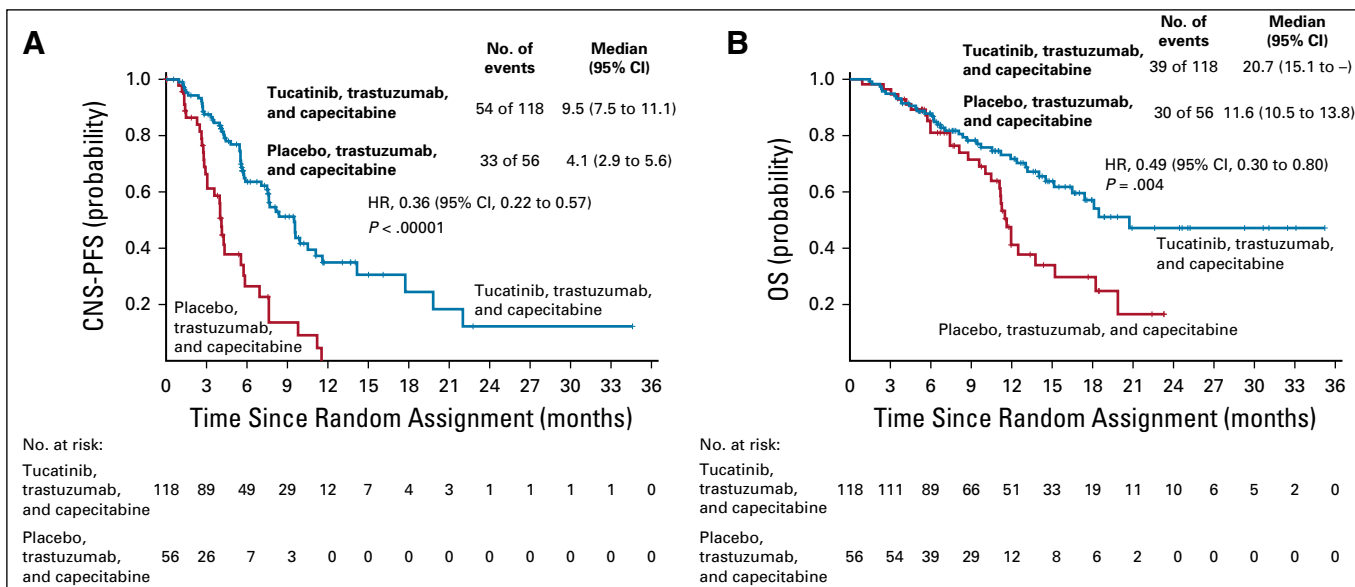 A
No. of events
Median (95% CI)
Tucatinib, trastuzumab, and capecitabine
54 of 118
9.5 (7.5 to 11.1)
Placebo, trastuzumab, and capecitabine
33 of 56
4.1 (2.9 to 5.6)
HR, 0.36 (95% CI, 0.22 to 0.57)
P < .00001
CNS-PFS (probability)
1.0
0.8
0.6
0.4
0.2
Placebo,
trastuzumab,
and capecitabine
Tucatinib, trastuzumab,
and capecitabine
0 3 6 9 12 15 18 21 24 27 30 33 36
Time Since Random Assignment (months)
No. at risk:
Tucatinib,
trastuzumab,
and capecitabine
118 89 49 29 12 7 4 3 1 1 1 1 0
Placebo,
trastuzumab,
and capecitabine
56 26 7 3 0 0 0 0 0 0 0 0 0
B
No. of events
Median (95% CI)
Tucatinib, trastuzumab, and capecitabine
39 of 118
20.7 (15.1 to –)
Placebo, trastuzumab, and capecitabine
30 of 56
11.6 (10.5 to 13.8)
HR, 0.49 (95% CI, 0.30 to 0.80)
P = .004
OS (probability)
1.0
0.8
0.6
0.4
0.2
Tucatinib, trastuzumab,
and capecitabine
Placebo, trastuzumab, and capecitabine
0 3 6 9 12 15 18 21 24 27 30 33 36
Time Since Random Assignment (months)
No. at risk:
Tucatinib,
trastuzumab,
and capecitabine
118 111 89 66 51 33 19 11 10 6 5 2 0
Placebo,
trastuzumab,
and capecitabine
56 54 39 29 12 8 6 2 0 0 0 0 0